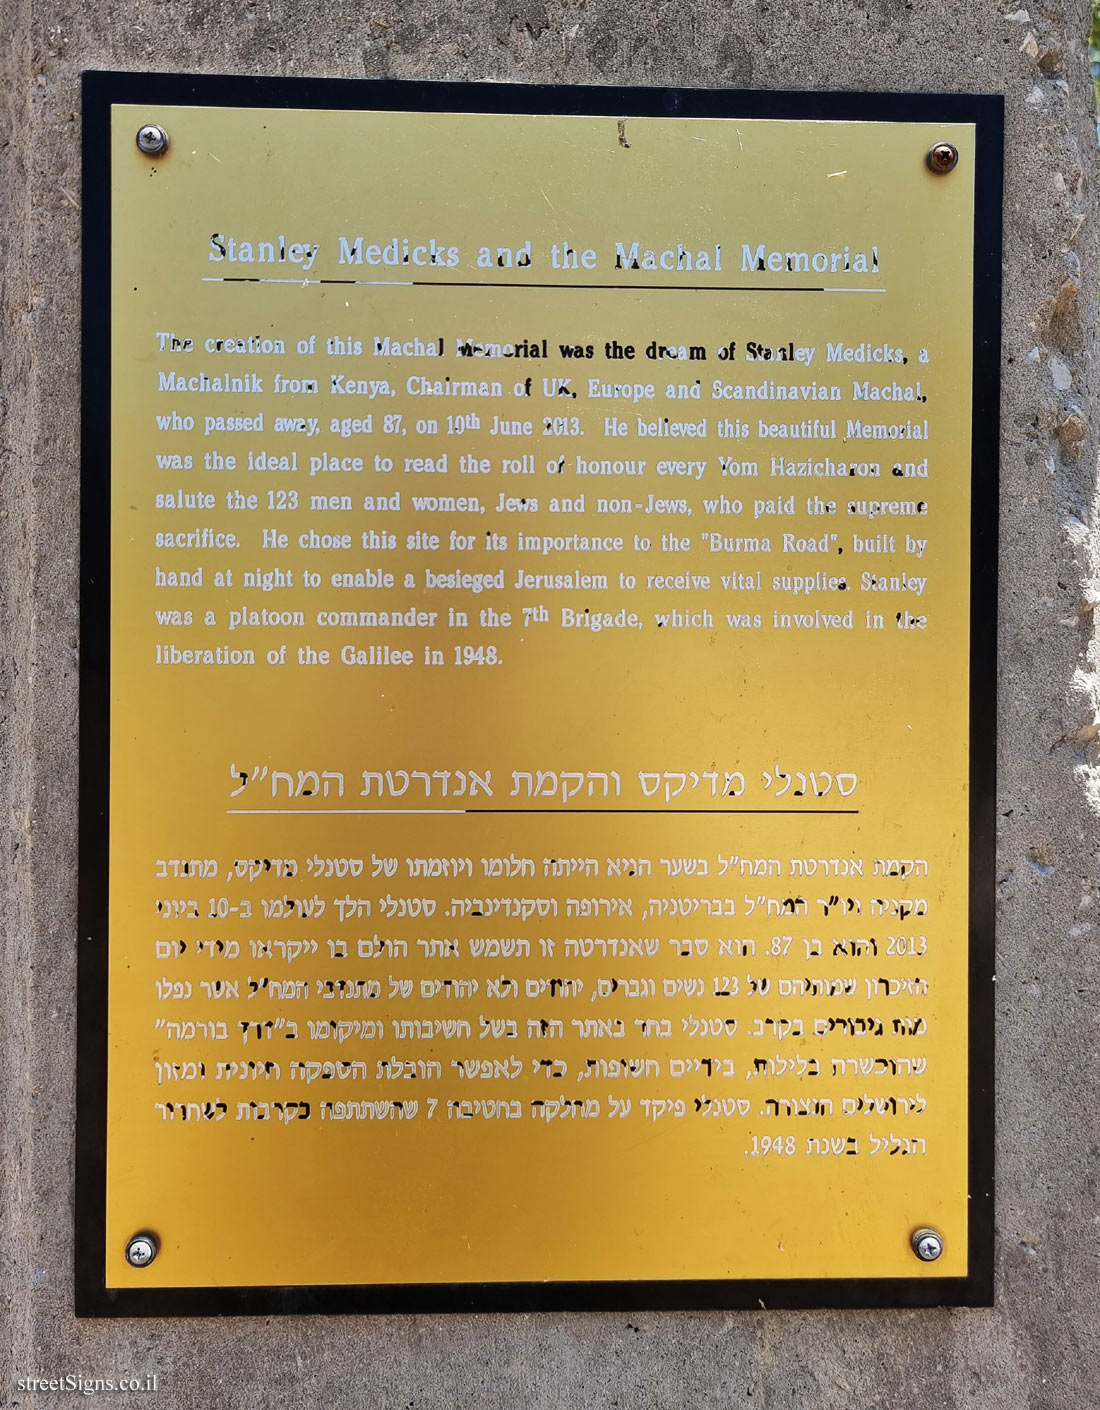 Stanley Medicks and the Machal Memorial
The creation of this Machal Memorial was the dream of Stanley Medicks, a
Machalnik from Kenya, Chairman of UK, Europe and Scandinavian Machal,
who passed away, aged 87, on 10th June 2013. He believed this beautiful Memorial
was the ideal place to read the roll of honour every Yom Hazicharon and
salute the 123 men and women, Jews and non-Jews, who paid the supreme
sacrifice. He chose this site for its importance to the "Burma Road", built by
hand at night to enable a besieged Jerusalem to receive vital supplies. Stanley
was a platoon commander in the 7th Brigade, which was involved in the
liberation of the Galilee in 1948.
סטנלי מדיקס והקמת אנדרטת המח"ל
הקמת אנדרטת המח"ל בשער הגיא הייתה חלומו ויוזמתו של סטנלי מדיקס, מתנדב
מקניה ויו"ר המח"ל בבריטניה, אירופה וסקנדינביה. סטנלי הלך לעולמו ב-10 ביוני
2013 והוא בן 87. הוא סבר שאנדרטה זו תשמש אתר הולם בו ייקראו מידי יום
הזיכרון שמותיהם של 123 נשים וגברים, יהודים ולא יהודים של מתנדבי המח"ל אשר נפלו
מות גיבורים בקרב. סטנלי בחר באתר הזה בשל חשיבותו ומיקומו ב"דרך בורמה"
שהוכשרה בלילות, בידיים חשופות, כדי לאפשר הובלת הספקה חיונית ומזון
לירושלים הנצורה. סטנלי פיקד על מחלקה בחטיבה 7 שהשתתפה בקרבות לשחרור
הגליל בשנת 1948.
streetSigns.co.il